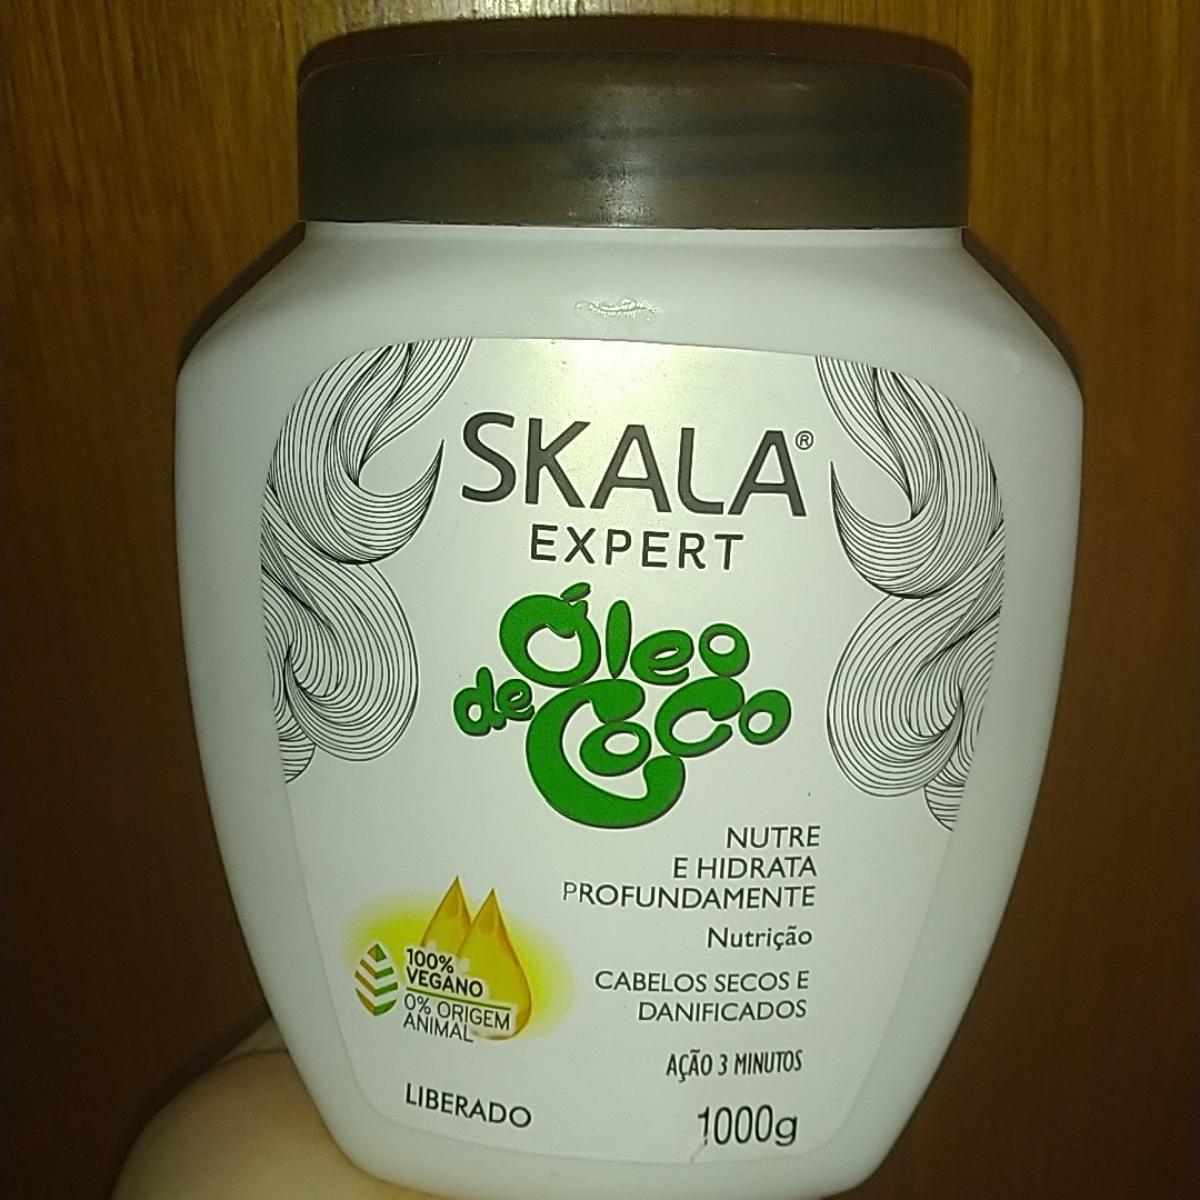 SKALA®
EXPERT
Óleo
de Coco
NUTRE
E HIDRATA
PROFUNDAMENTE
Nutrição
CABELOS SECOS E
DANIFICADOS
AÇÃO 3 MINUTOS
1000g
100%
VEGANO
0% ORIGEM
ANIMAL
LIBERADO